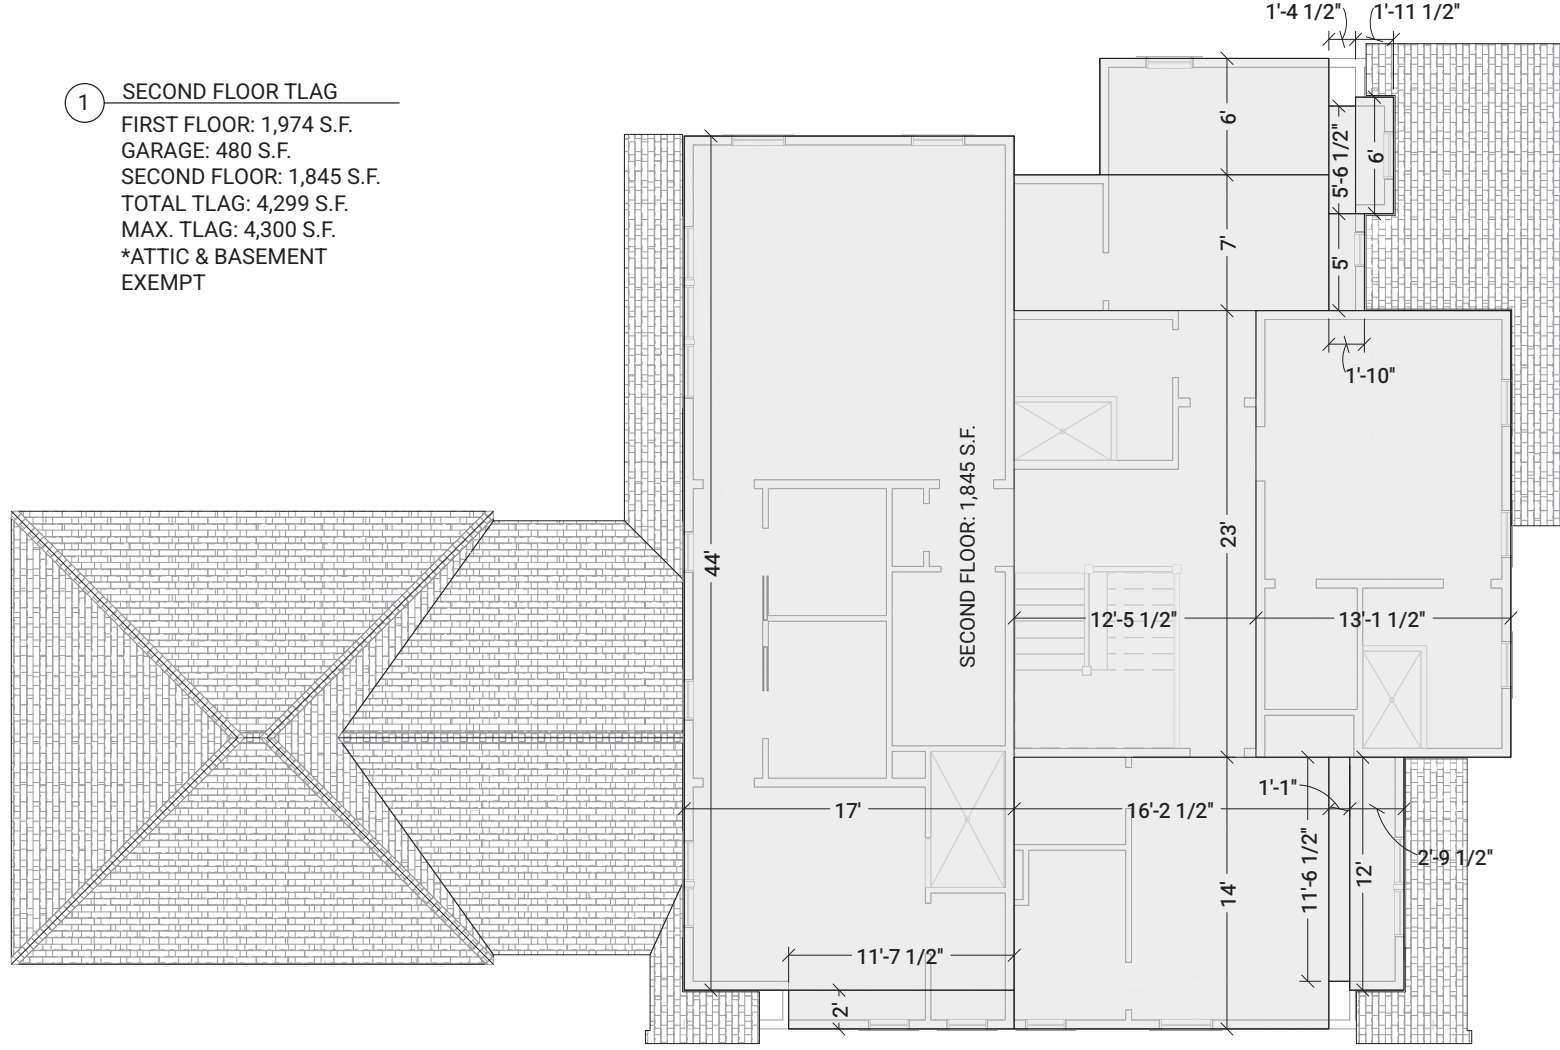 1'-4 1/2" 1'-11 1/2"
1 SECOND FLOOR TLAG
FIRST FLOOR: 1,974 S.F.
GARAGE: 480 S.F.
SECOND FLOOR: 1,845 S.F.
TOTAL TLAG: 4,299 S.F.
MAX. TLAG: 4,300 S.F.
*ATTIC & BASEMENT
EXEMPT
6'
5'-6 1/2"
6'
7'
5'
1'-10"
44'
SECOND FLOOR: 1,845 S.F.
23'
12'-5 1/2"
13'-1 1/2"
1'-1"
17'
16'-2 1/2"
2'-9 1/2"
11'-6 1/2"
12'
14'
11'-7 1/2"
2'